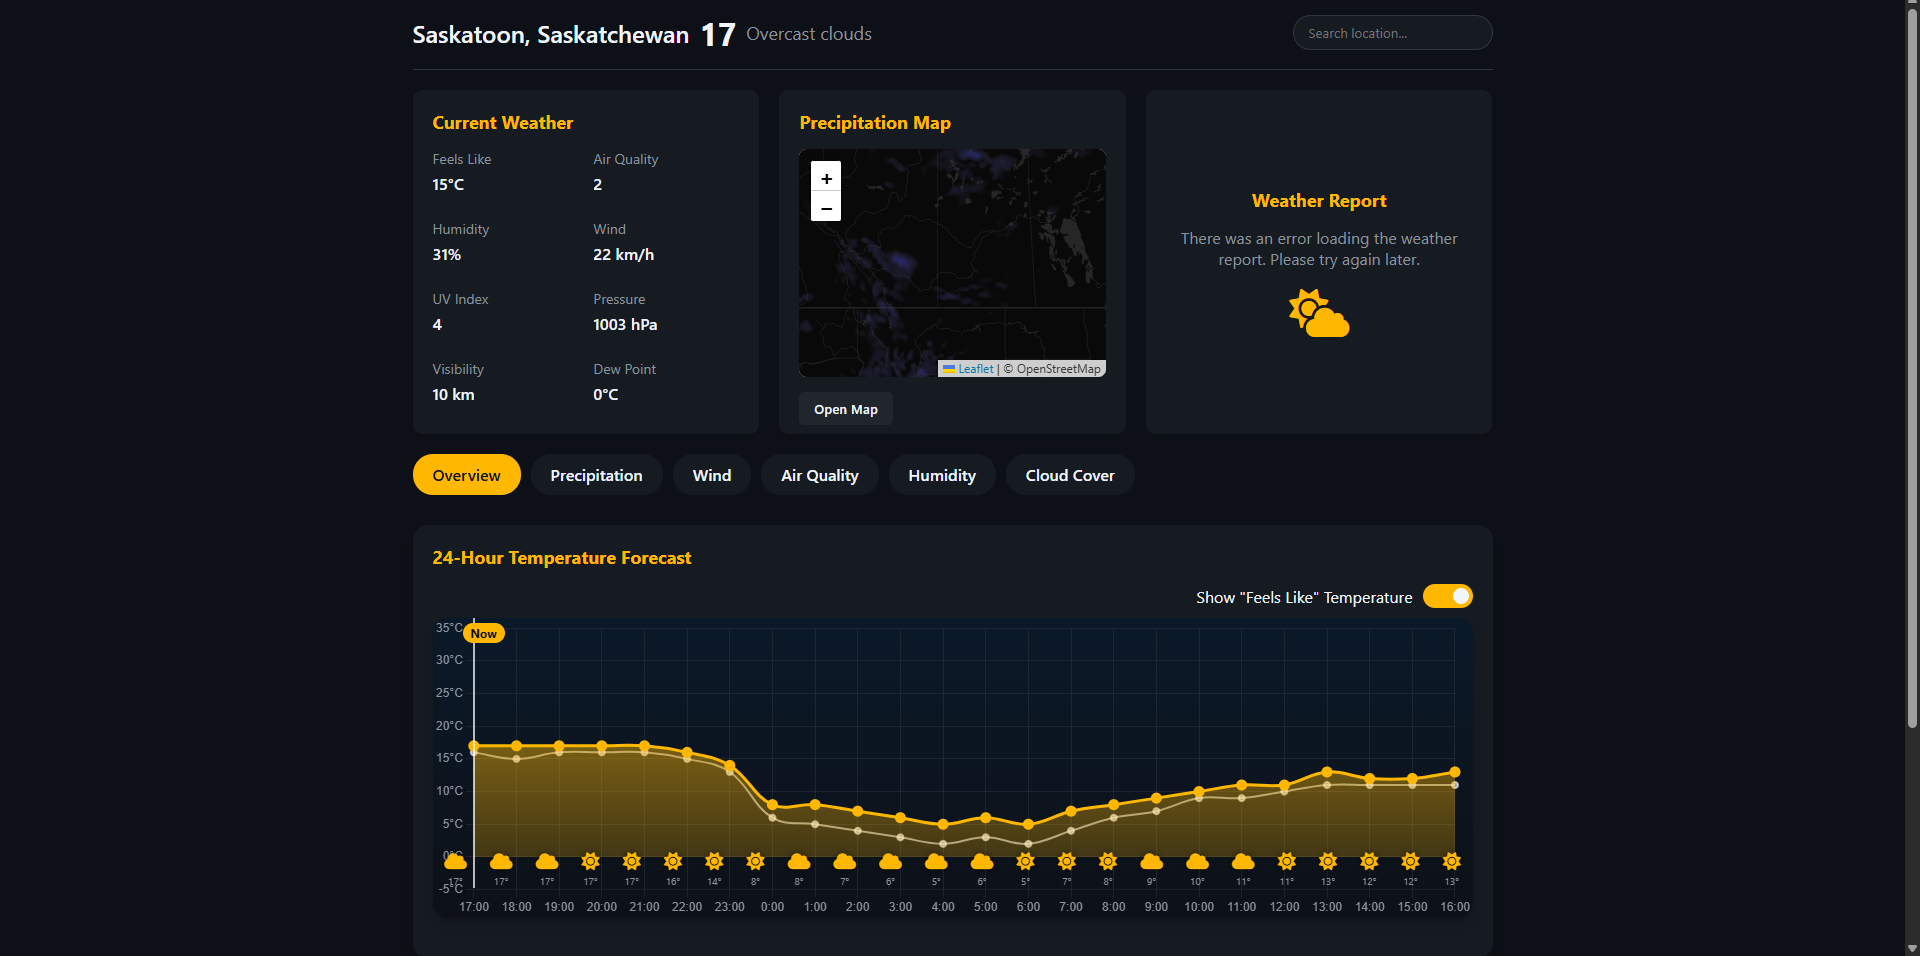 Saskatoon, Saskatchewan 17 Overcast clouds
Search location...
Current Weather
Feels Like Air Quality
15°C 2
Humidity Wind
31% 22 km/h
UV Index Pressure
4 1003 hPa
Visibility Dew Point
10 km 0°C
Precipitation Map
+
−
Leaflet | © OpenStreetMap
Open Map
Weather Report
There was an error loading the weather
report. Please try again later.
Overview Precipitation Wind Air Quality Humidity Cloud Cover
24-Hour Temperature Forecast
Show "Feels Like" Temperature
35°C
Now
30°C
25°C
20°C
15°C
10°C
5°C
0°C
17° 17° 17° 17° 17° 16° 14° 8° 8° 7° 6° 5° 6° 5° 7° 8° 9° 10° 11° 11° 13° 12° 12° 13°
-5°C
17:00 18:00 19:00 20:00 21:00 22:00 23:00 0:00 1:00 2:00 3:00 4:00 5:00 6:00 7:00 8:00 9:00 10:00 11:00 12:00 13:00 14:00 15:00 16:00